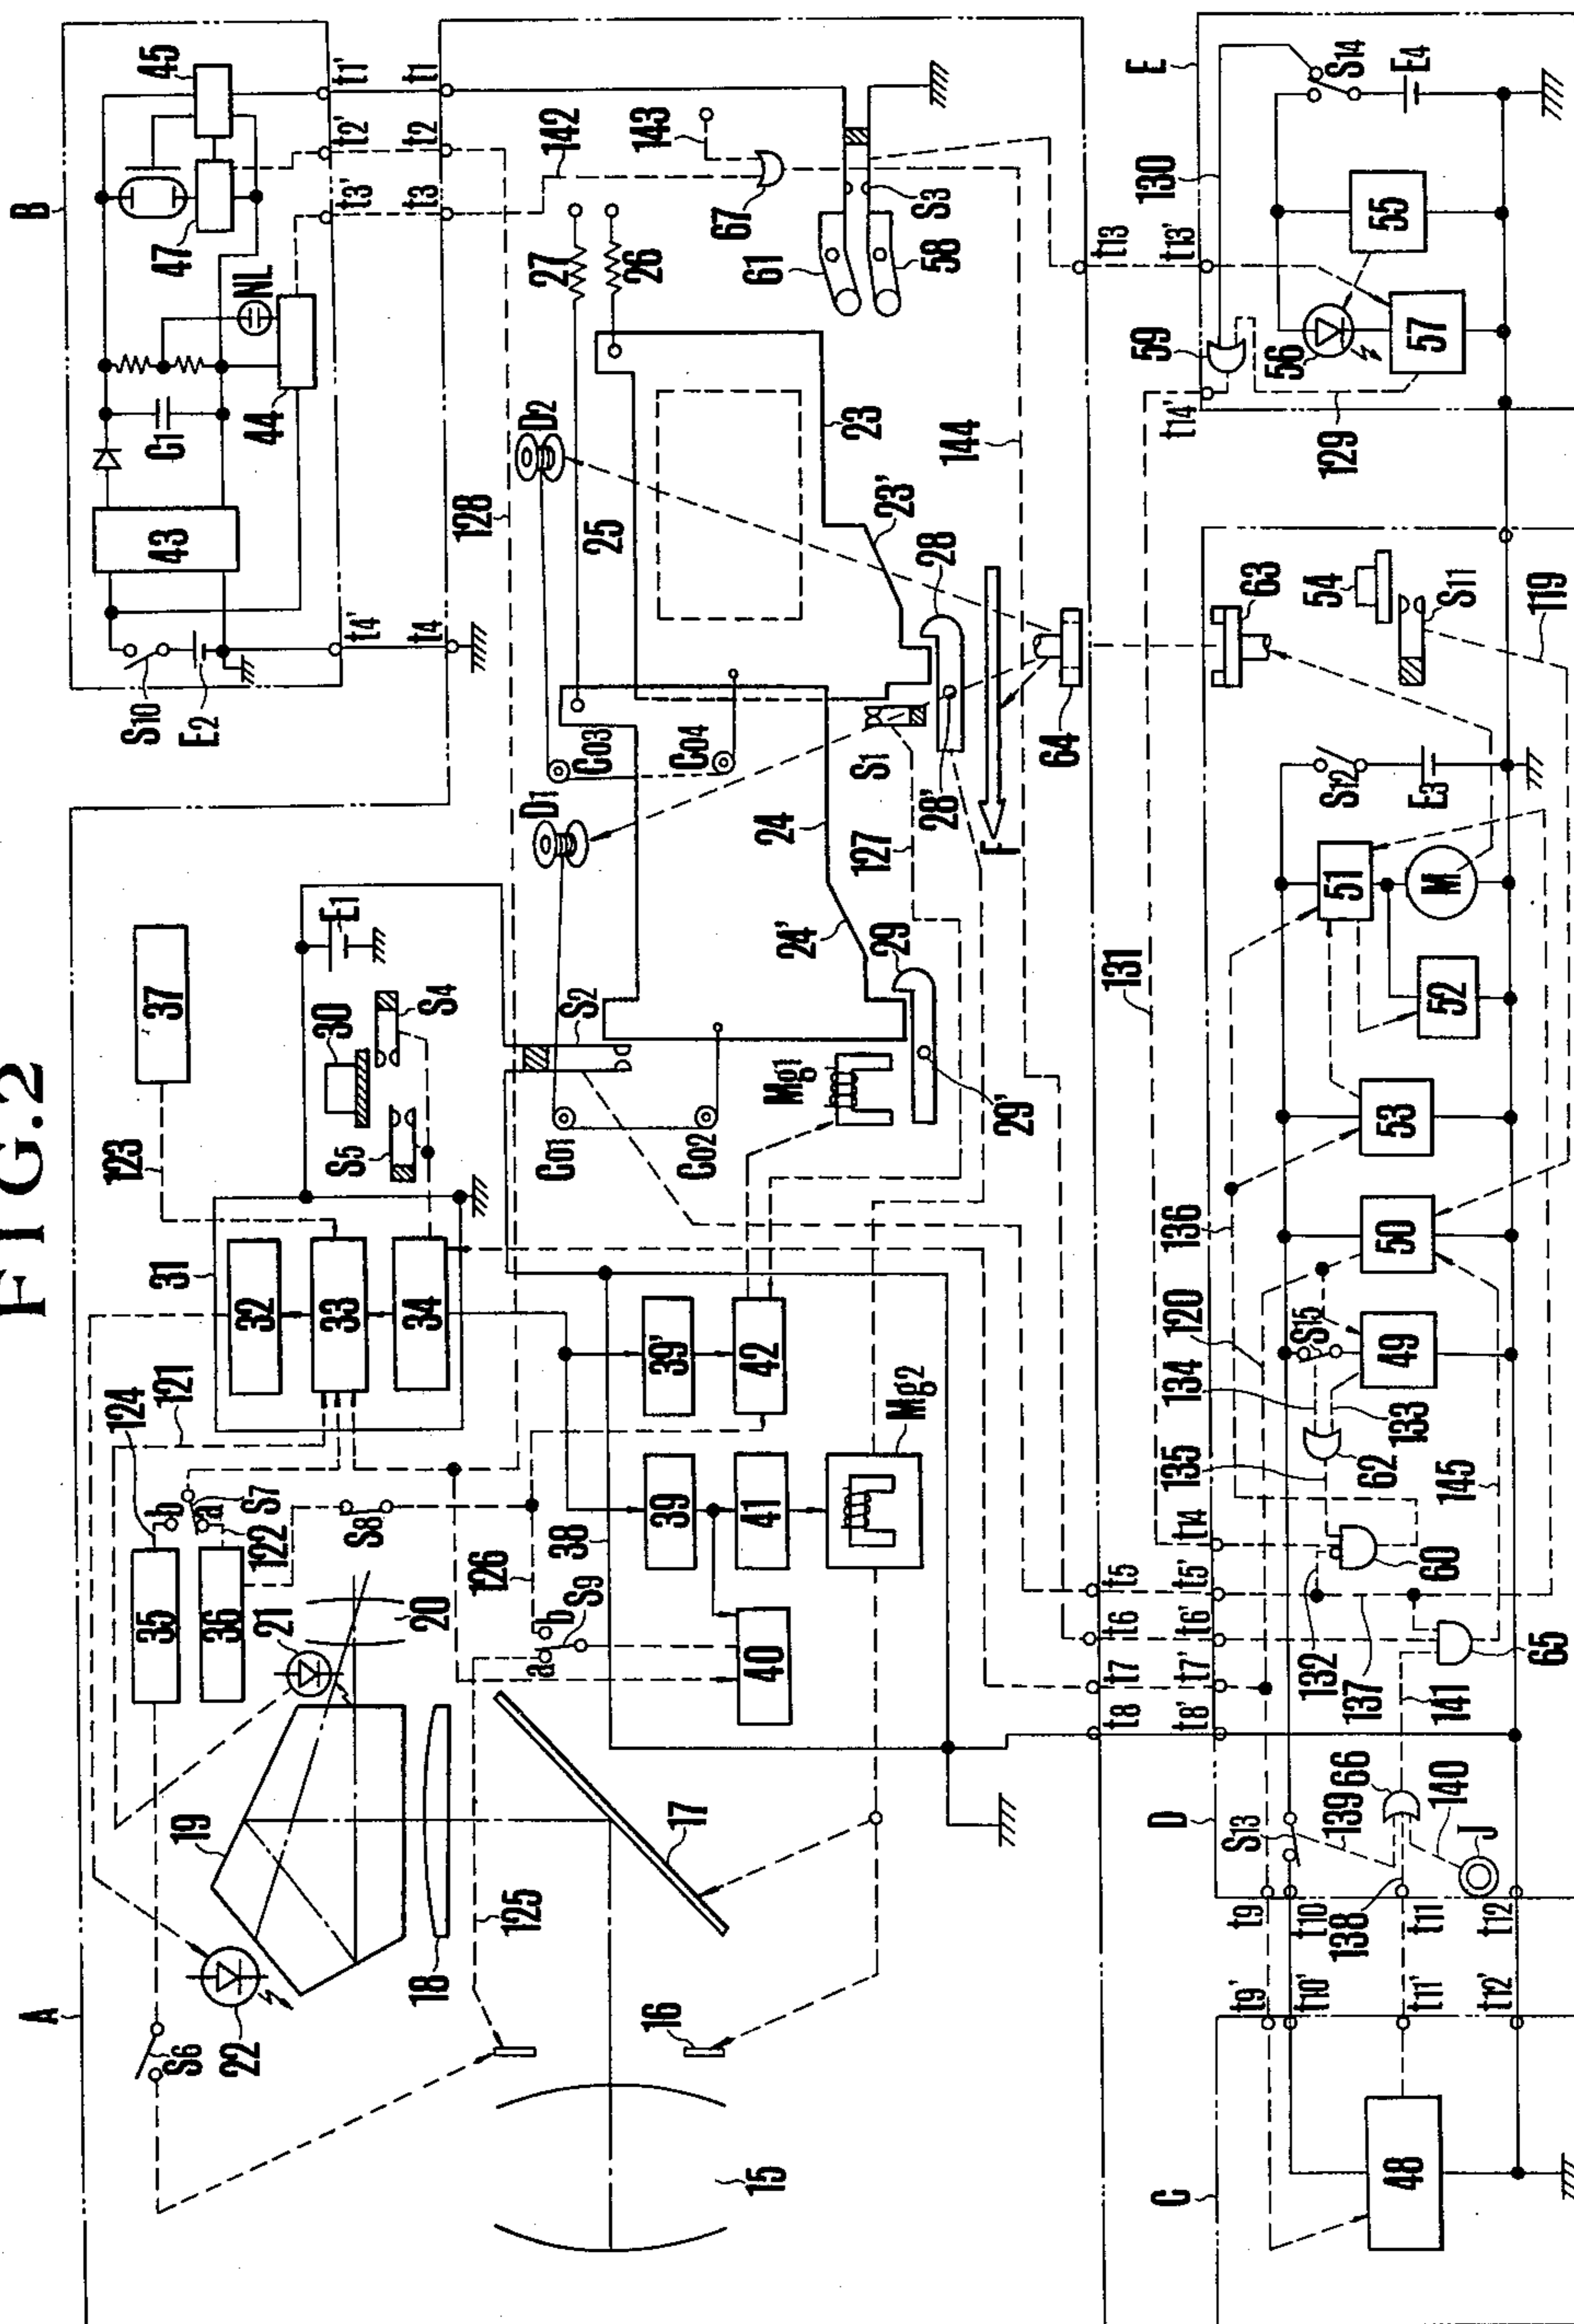 FIG.2
A
B
S6
22
19
21
20
35
36
124
b
a
S7
122
121
S8
31
32
33
34
123
37
S5
30
S4
E1
S10
E2
43
C1
44
NL
47
45
t4'
t3'
t2'
t1'
t4
t3
t2
t1
18
125
16
17
15
126
a
b
S9
40
38
39
39'
41
42
Mg2
C01
C02
S2
Mg1
29'
29
24'
24
D1
C03
C04
S1
127
28'
28
F
23'
23
25
D2
128
27
26
142
143
67
61
58
S3
144
64
t8
t7
t6
t5
t13
t8'
t7'
t6'
t5'
t14
t14'
t13'
131
C
D
E
48
t9'
t10'
t11'
t12'
t9
t10
t11
t12
S13
138
139
66
140
J
141
132
137
65
60
135
134
120
136
62
133
145
S15
49
50
53
52
51
M
S12
E3
63
54
S11
119
59
130
129
56
57
55
S14
E4